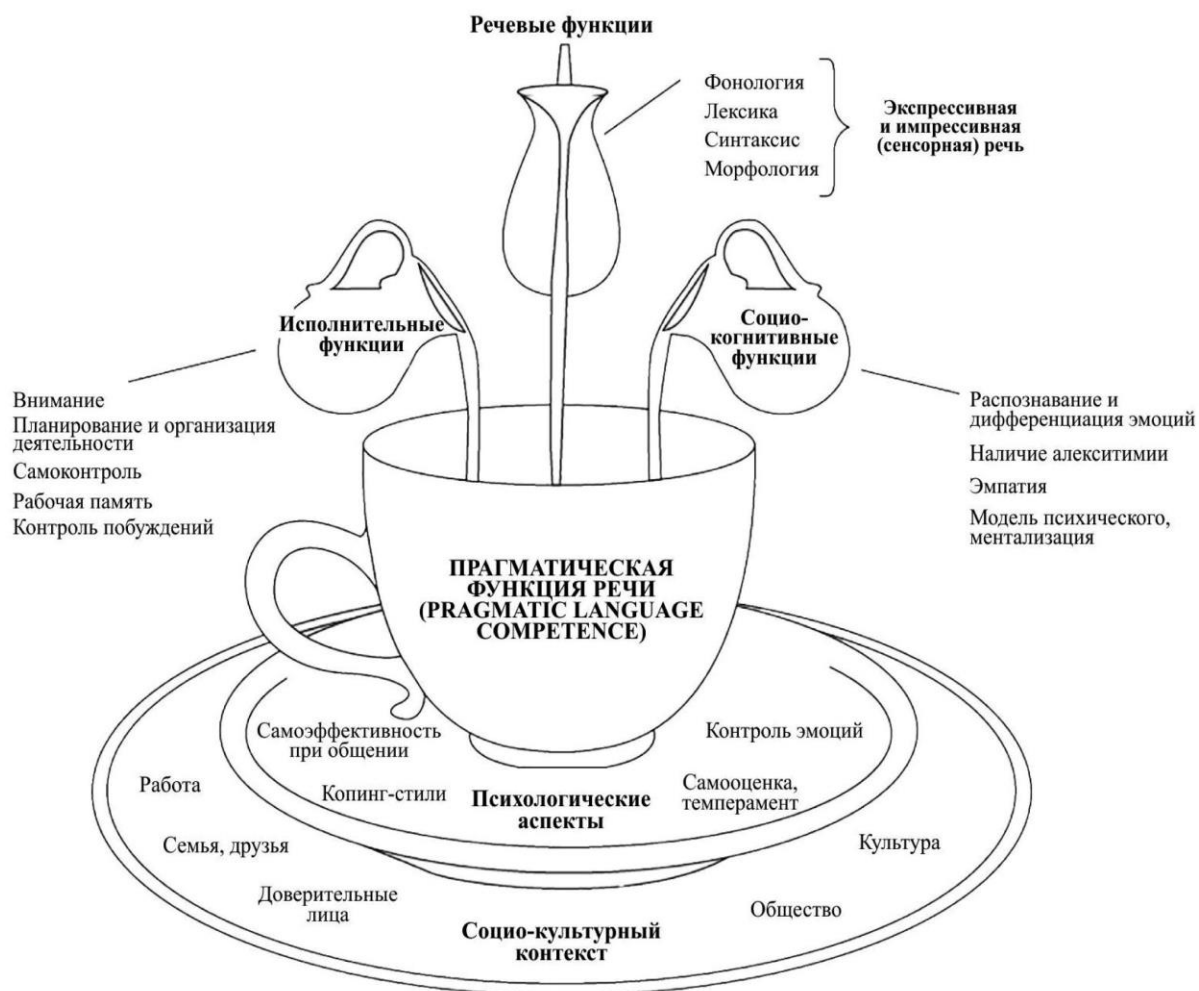 Речевые функции
Фонология
Лексика
Синтаксис
Морфология
Экспрессивная
и импрессивная
(сенсорная) речь
Исполнительные
функции
Социо-
когнитивные
функции
Внимание
Планирование и организация
деятельности
Самоконтроль
Рабочая память
Контроль побуждений
Распознавание и
дифференциация эмоций
Наличие алекситимии
Эмпатия
Модель психического,
ментализация
ПРАГМАТИЧЕСКАЯ
ФУНКЦИЯ РЕЧИ
(PRAGMATIC LANGUAGE
COMPETENCE)
Самоэффективность
при общении
Контроль эмоций
Копинг-стили
Самооценка,
темперамент
Психологические
аспекты
Работа
Семья, друзья
Доверительные
лица
Культура
Общество
Социо-культурный
контекст